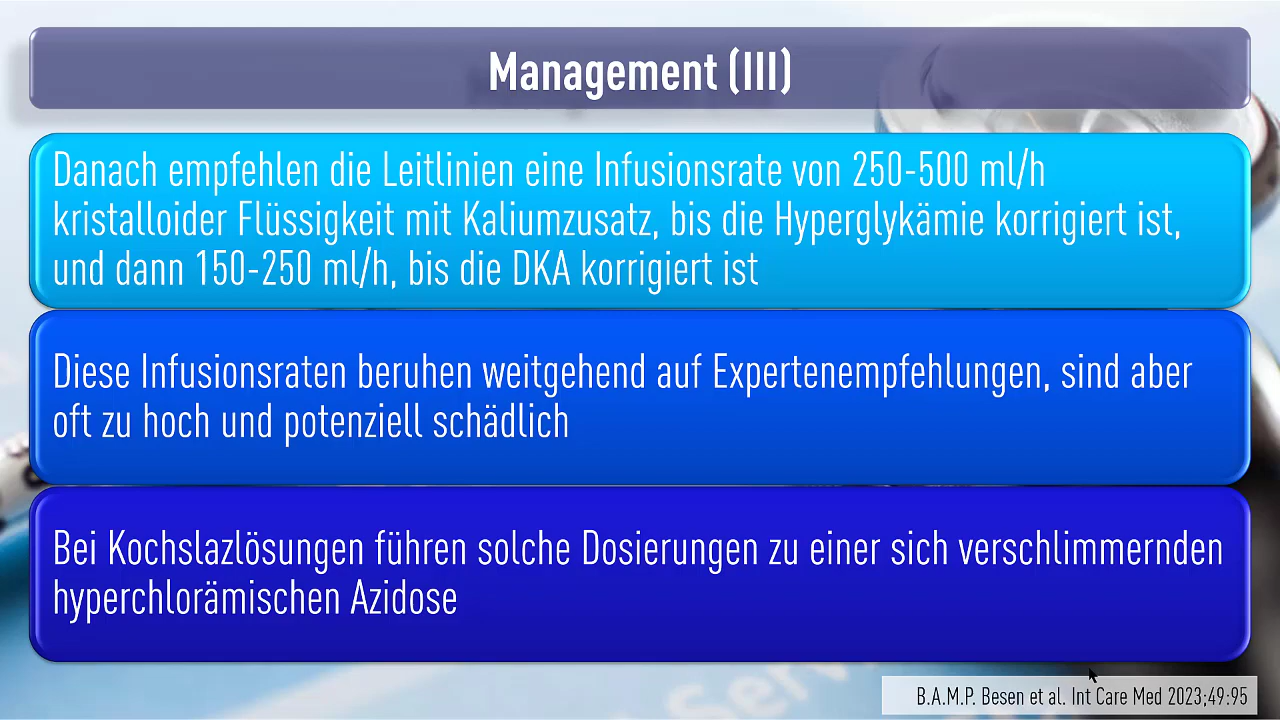 Management (III)
Danach empfehlen die Leitlinien eine Infusionsrate von 250-500 ml/h
kristalloider Flüssigkeit mit Kaliumzusatz, bis die Hyperglykämie korrigiert ist,
und dann 150-250 ml/h, bis die DKA korrigiert ist
Diese Infusionsraten beruhen weitgehend auf Expertenempfehlungen, sind aber
oft zu hoch und potenziell schädlich
Bei Kochslazlösungen führen solche Dosierungen zu einer sich verschlimmernden
hyperchlorämischen Azidose
B.A.M.P. Besen et al. Int Care Med 2023;49:95